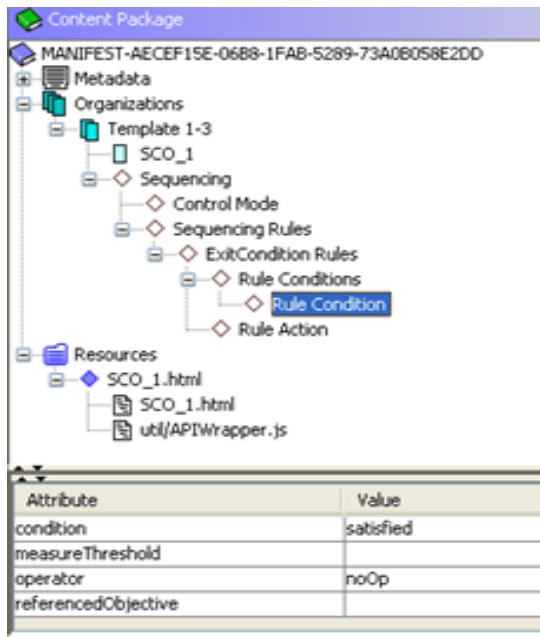 Content Package
MANIFEST-AECEF15E-06B8-1FAB-5289-73A0B058E2DD
Metadata
Organizations
Template 1-3
SCO_1
Sequencing
Control Mode
Sequencing Rules
ExitCondition Rules
Rule Conditions
Rule Condition
Rule Action
Resources
SCO_1.html
SCO_1.html
util/APIWrapper.js
Attribute Value
condition satisfied
measureThreshold
operator noOp
referencedObjective